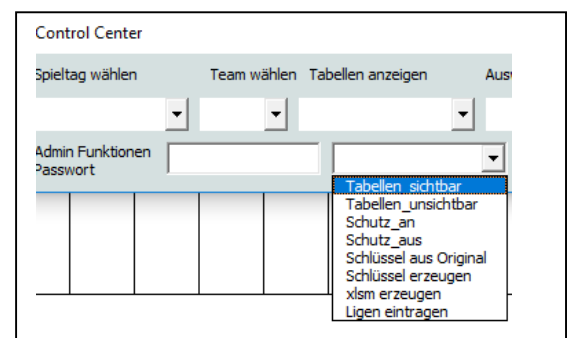 Control Center
Spieltag wählen Team wählen Tabellen anzeigen
Admin Funktionen
Passwort
Tabellen_sichtbar
Tabellen_unsichtbar
Schutz_an
Schutz_aus
Schlüssel aus Original
Schlüssel erzeugen
xlsm erzeugen
Ligen eintragen